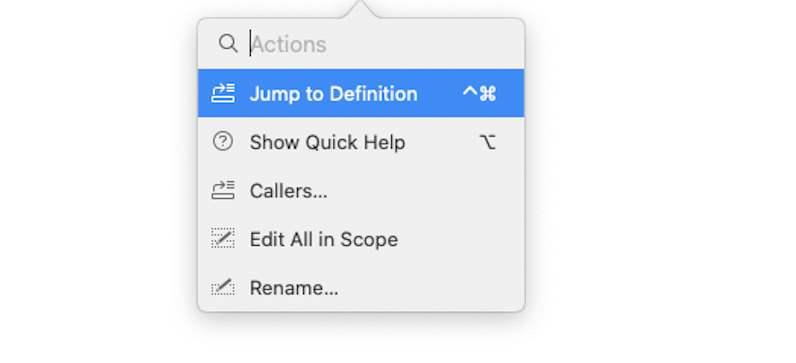 Actions
Jump to Definition ^⌘
Show Quick Help ⌥
Callers...
Edit All in Scope
Rename...